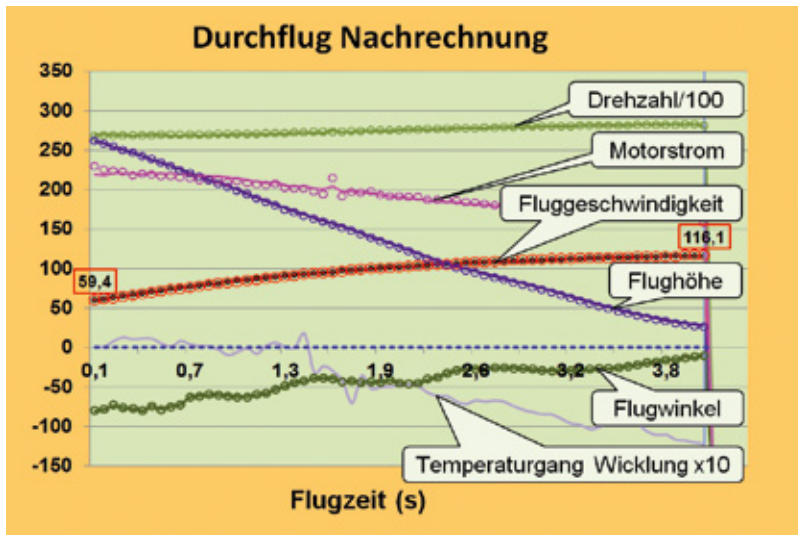 Durchflug Nachrechnung
350
300
250
200
150
100
50
0
-50
-100
-150
Drehzahl/100
Motorstrom
Fluggeschwindigkeit
116,1
59,4
Flughöhe
0,1 0,7 1,3 1,9 2,6 3,2 3,8
Flugwinkel
Temperaturgang Wicklung x10
Flugzeit (s)